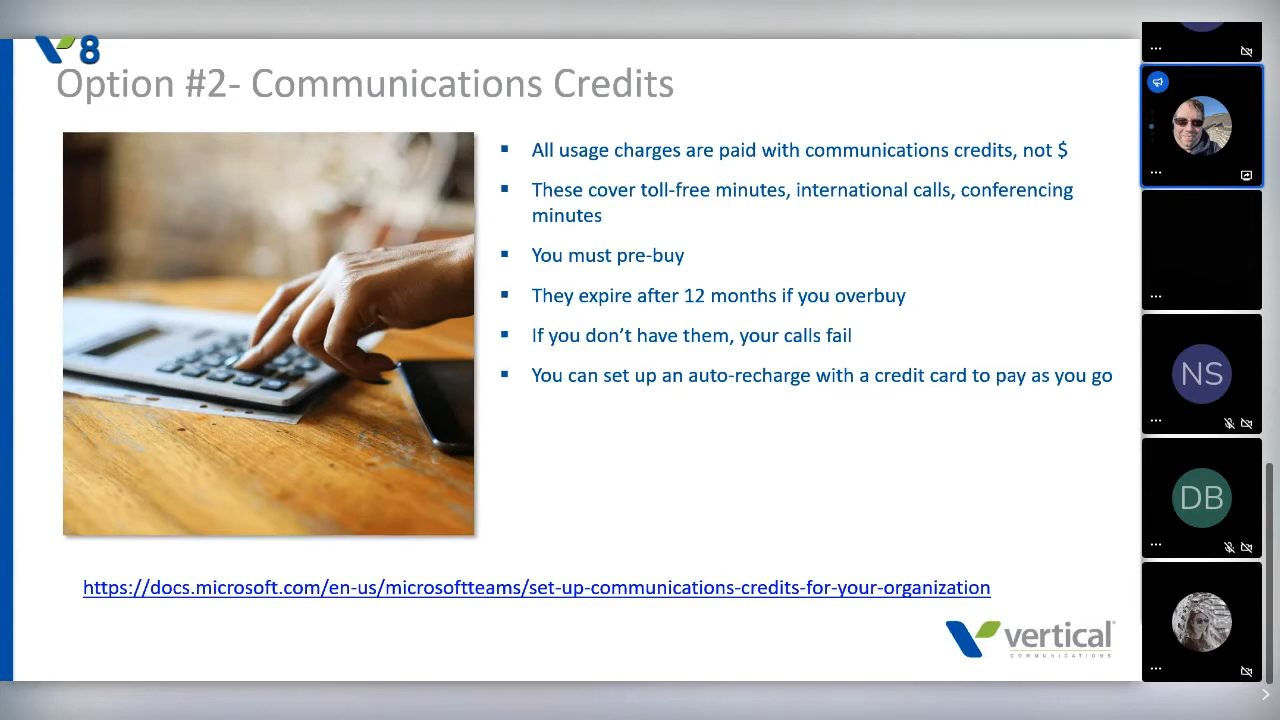 V8
Option #2- Communications Credits
▪ All usage charges are paid with communications credits, not $
▪ These cover toll-free minutes, international calls, conferencing
minutes
▪ You must pre-buy
▪ They expire after 12 months if you overbuy
▪ If you don’t have them, your calls fail
▪ You can set up an auto-recharge with a credit card to pay as you go
https://docs.microsoft.com/en-us/microsoftteams/set-up-communications-credits-for-your-organization
vertical®
COMMUNICATIONS
NS
DB